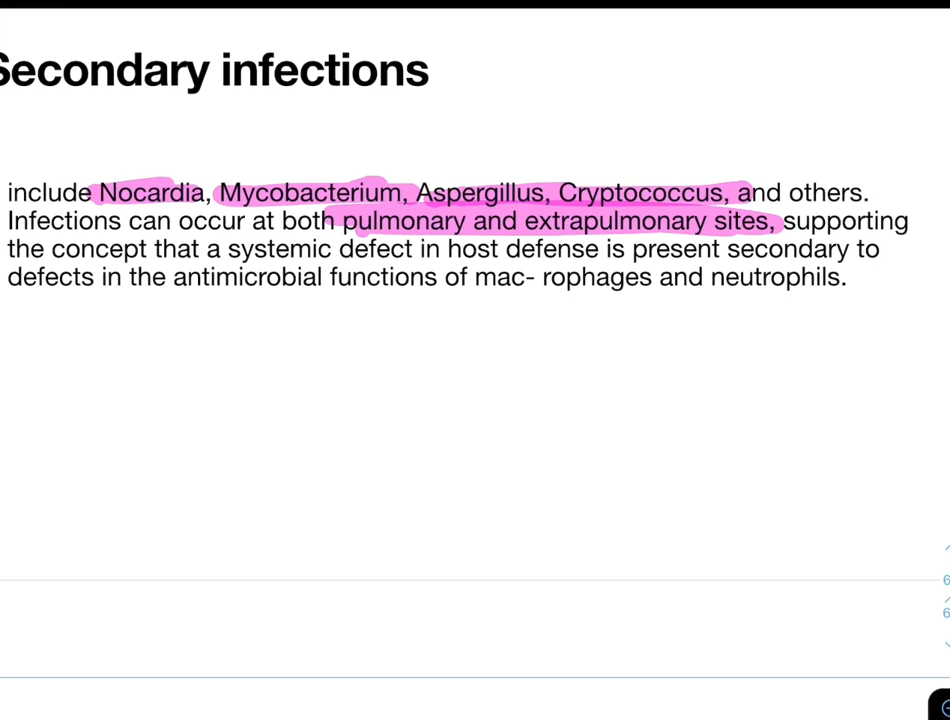 Secondary infections
include Nocardia, Mycobacterium, Aspergillus, Cryptococcus, and others.
Infections can occur at both pulmonary and extrapulmonary sites, supporting
the concept that a systemic defect in host defense is present secondary to
defects in the antimicrobial functions of mac- rophages and neutrophils.
6
6